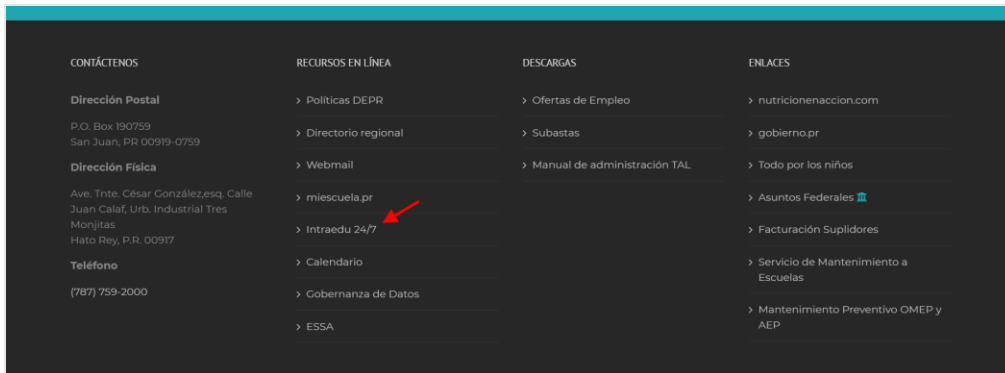 CONTÁCTENOS
Dirección Postal
P.O. Box 190759
San Juan, PR 00919-0759
Dirección Física
Ave. Tnte. César González,esq. Calle
Juan Calaf, Urb. Industrial Tres
Monjitas
Hato Rey, P.R. 00917
Teléfono
(787) 759-2000
RECURSOS EN LÍNEA
> Políticas DEPR
> Directorio regional
> Webmail
> miescuela.pr
> Intraedu 24/7
> Calendario
> Gobernanza de Datos
> ESSA
DESCARGAS
> Ofertas de Empleo
> Subastas
> Manual de administración TAL
ENLACES
> nutricionenaccion.com
> gobierno.pr
> Todo por los niños
> Asuntos Federales
> Facturación Suplidores
> Servicio de Mantenimiento a
Escuelas
> Mantenimiento Preventivo OMEP y
AEP